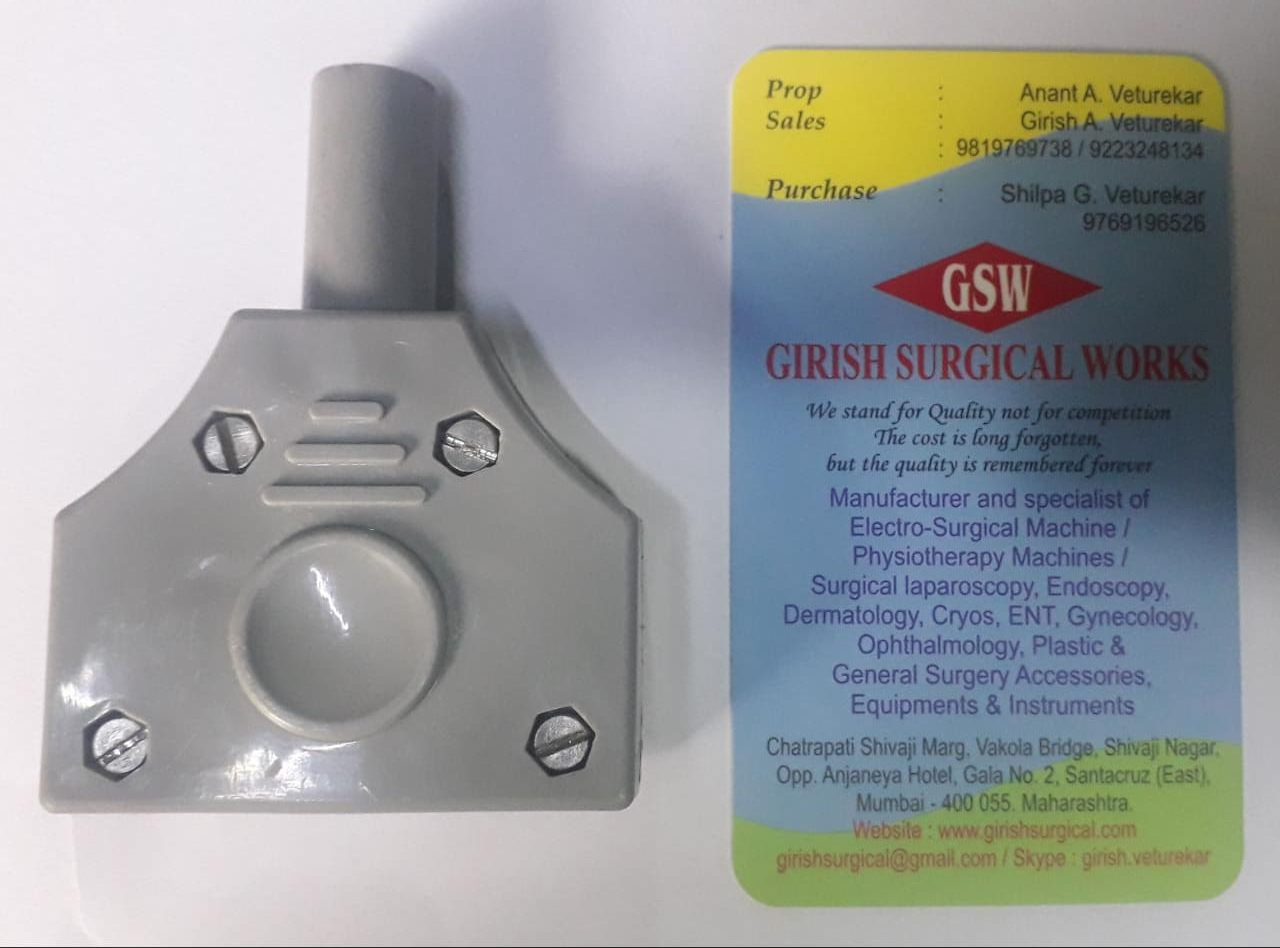 Prop : Anant A. Veturekar
Sales : Girish A. Veturekar
: 9819769738 / 9223248134
Purchase : Shilpa G. Veturekar
9769196526
GSW
GIRISH SURGICAL WORKS
We stand for Quality not for competition
The cost is long forgotten,
but the quality is remembered forever
Manufacturer and specialist of
Electro-Surgical Machine /
Physiotherapy Machines /
Surgical laparoscopy, Endoscopy,
Dermatology, Cryos, ENT, Gynecology,
Ophthalmology, Plastic &
General Surgery Accessories,
Equipments & Instruments
Chatrapati Shivaji Marg, Vakola Bridge, Shivaji Nagar,
Opp. Anjaneya Hotel, Gala No. 2, Santacruz (East),
Mumbai - 400 055. Maharashtra.
Website : www.girishsurgical.com
girishsurgical@gmail.com / Skype : girish.veturekar